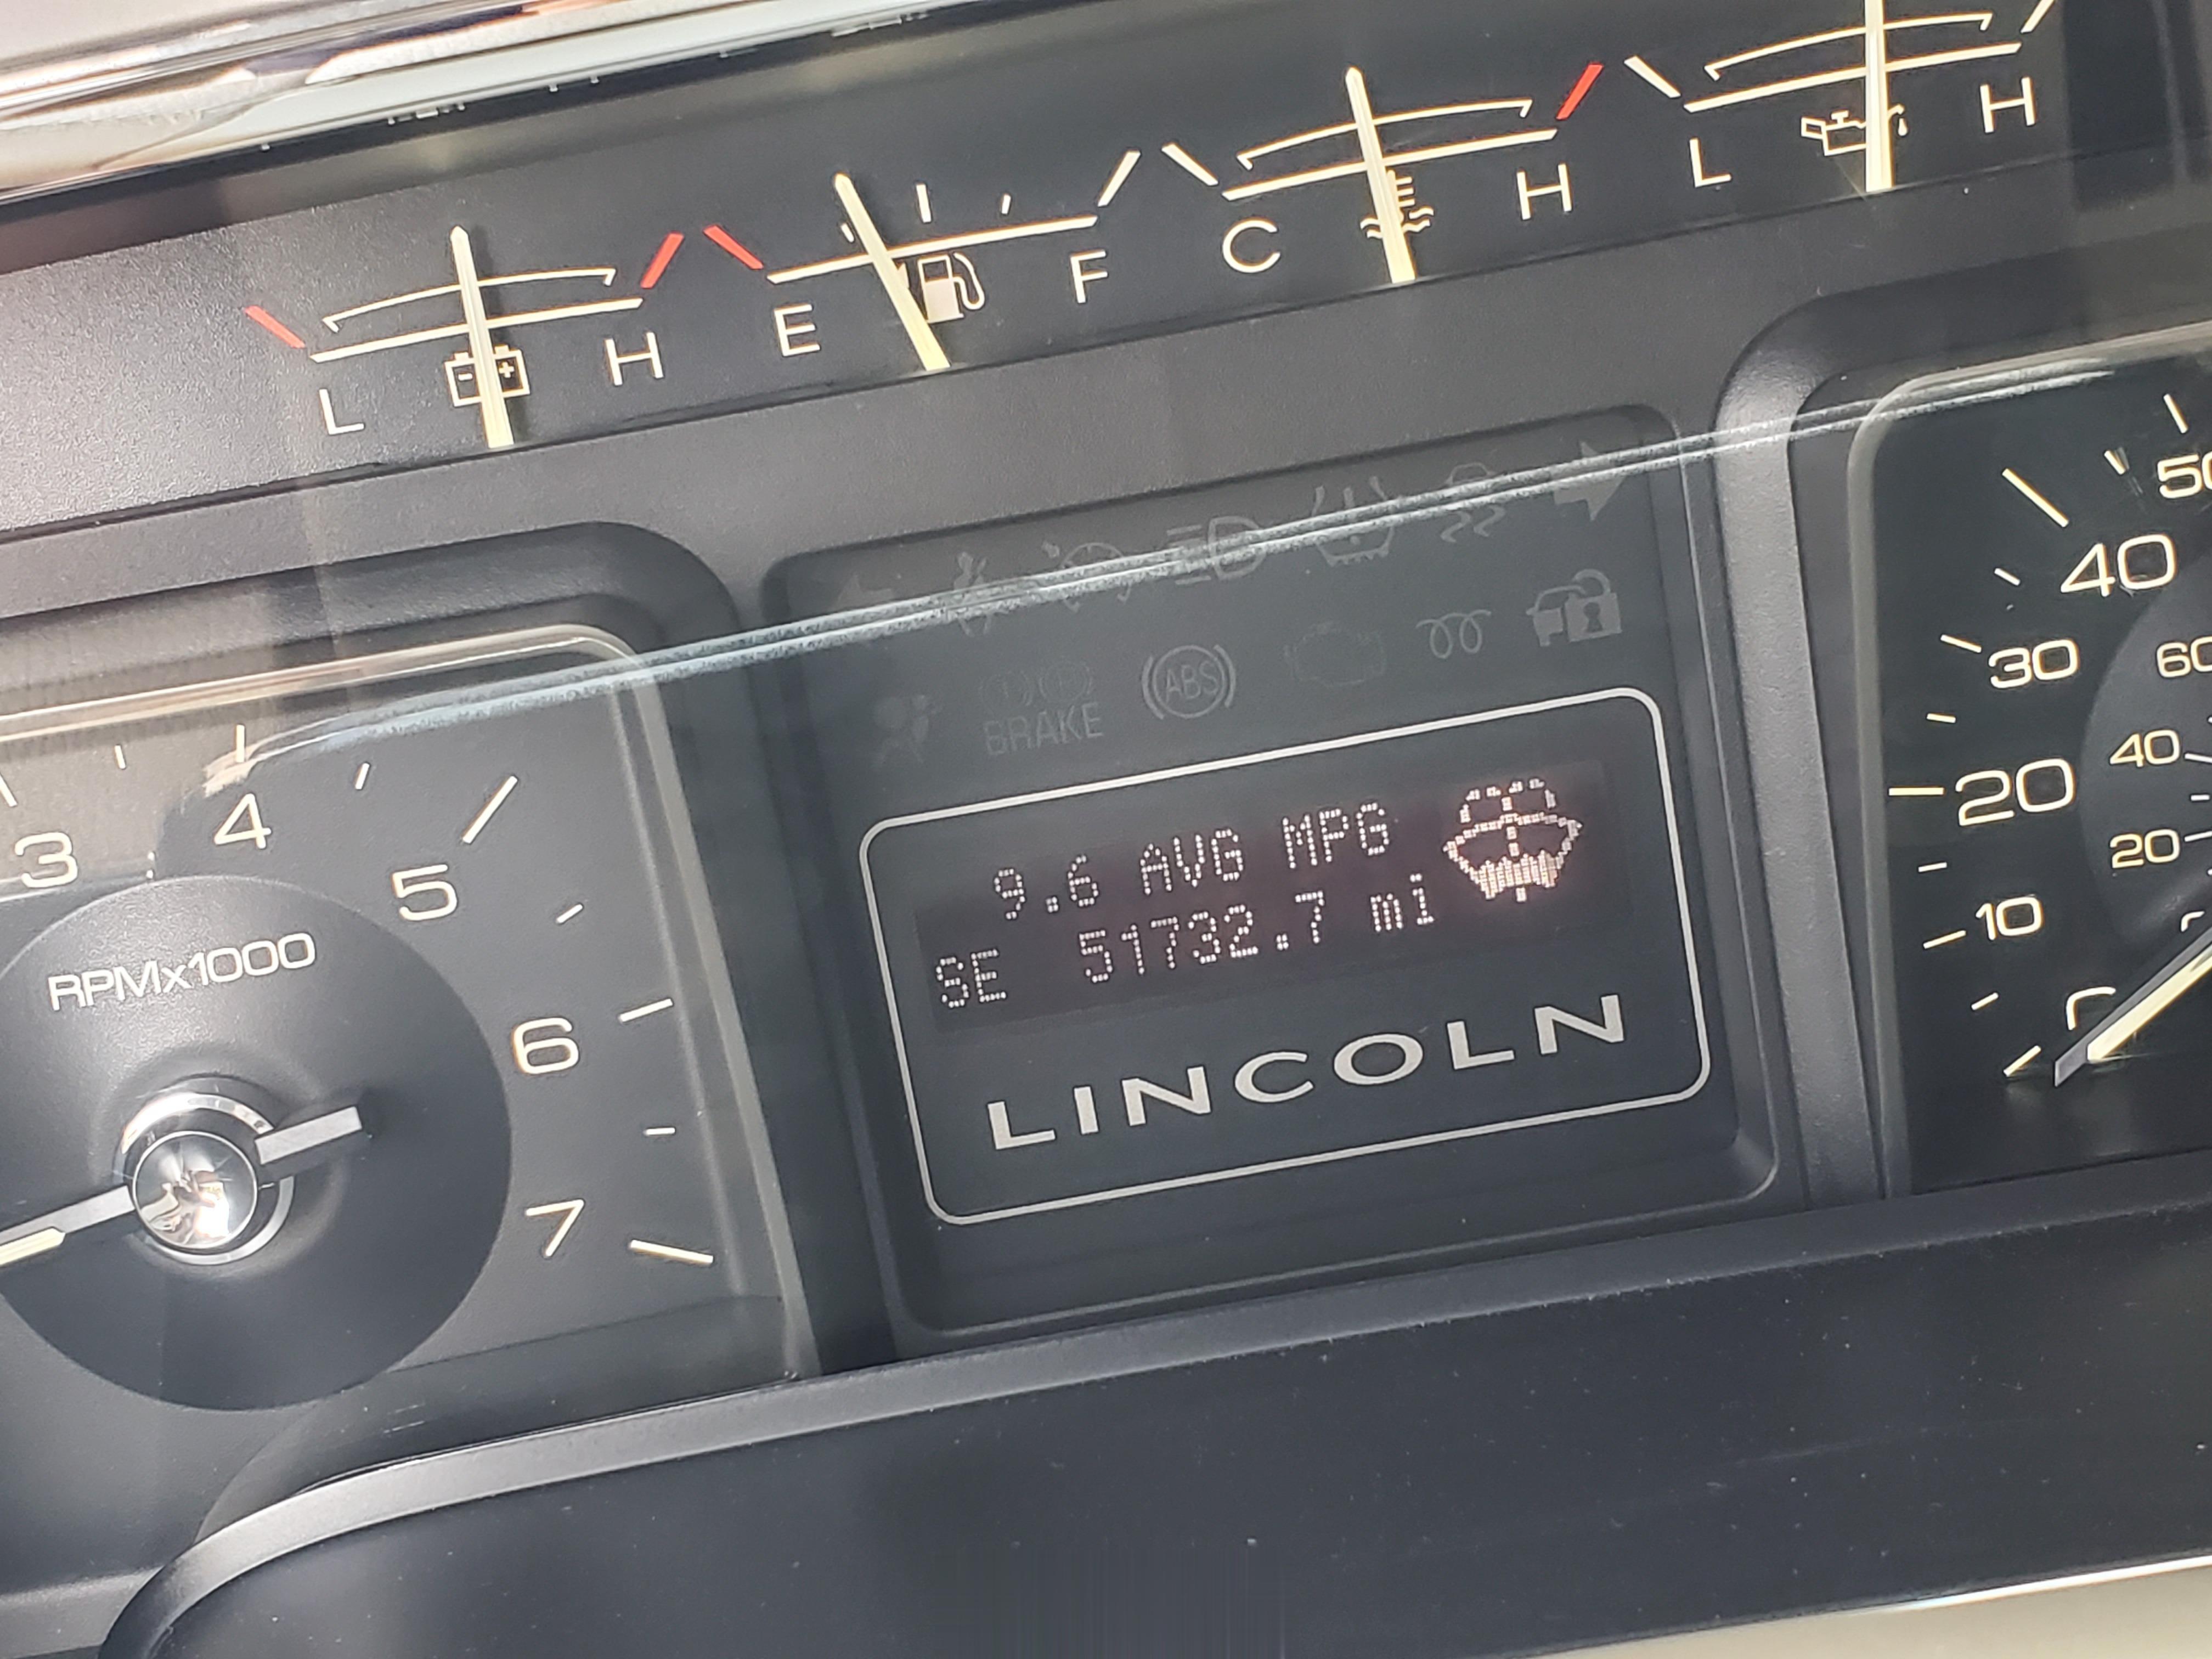 L H E F C H L H
50
40
30
20
10
60
40
20
3
4
5
6
7
RPMx1000
BRAKE
ABS
9.6 AVG MPG
SE 51732.7 mi
LINCOLN